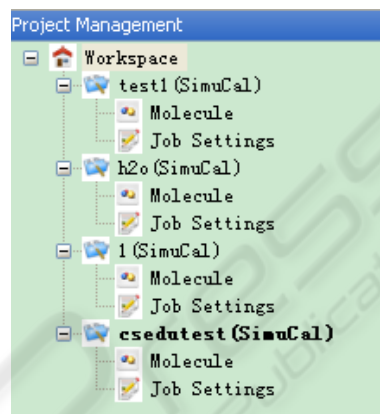 Project Management
Workspace
test1(SimuCal)
Molecule
Job Settings
h2o(SimuCal)
Molecule
Job Settings
1(SimuCal)
Molecule
Job Settings
csedutest(SimuCal)
Molecule
Job Settings